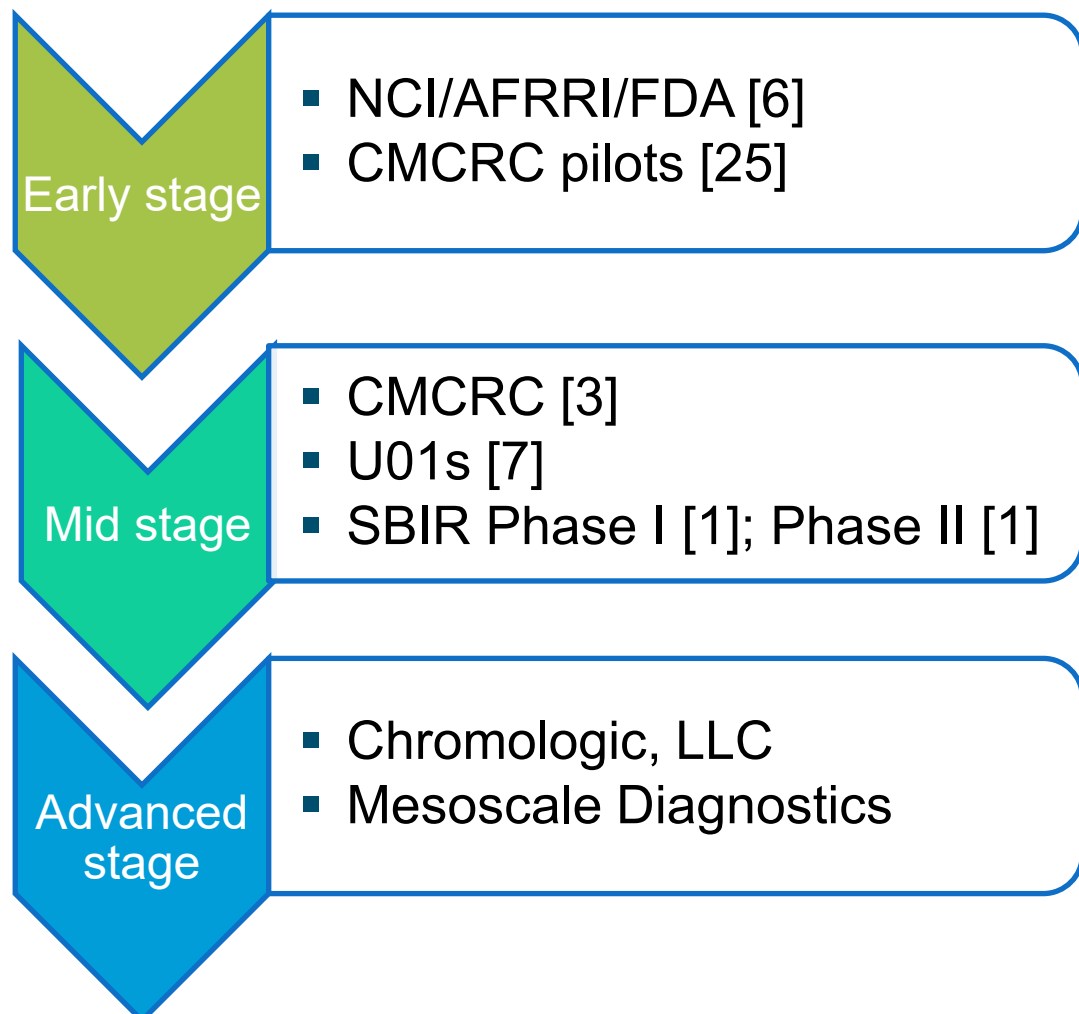 Early stage
▪ NCI/AFRRI/FDA [6]
▪ CMCRC pilots [25]
Mid stage
▪ CMCRC [3]
▪ U01s [7]
▪ SBIR Phase I [1]; Phase II [1]
Advanced
stage
▪ Chromologic, LLC
▪ Mesoscale Diagnostics